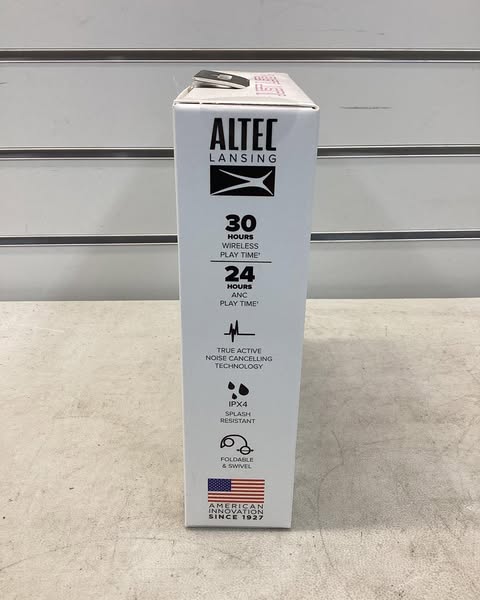 ALTEC
LANSING
30
HOURS
WIRELESS
PLAY TIME†
24
HOURS
ANC
PLAY TIME†
TRUE ACTIVE
NOISE CANCELLING
TECHNOLOGY
IPX4
SPLASH
RESISTANT
FOLDABLE
& SWIVEL
AMERICAN
INNOVATION
SINCE 1927